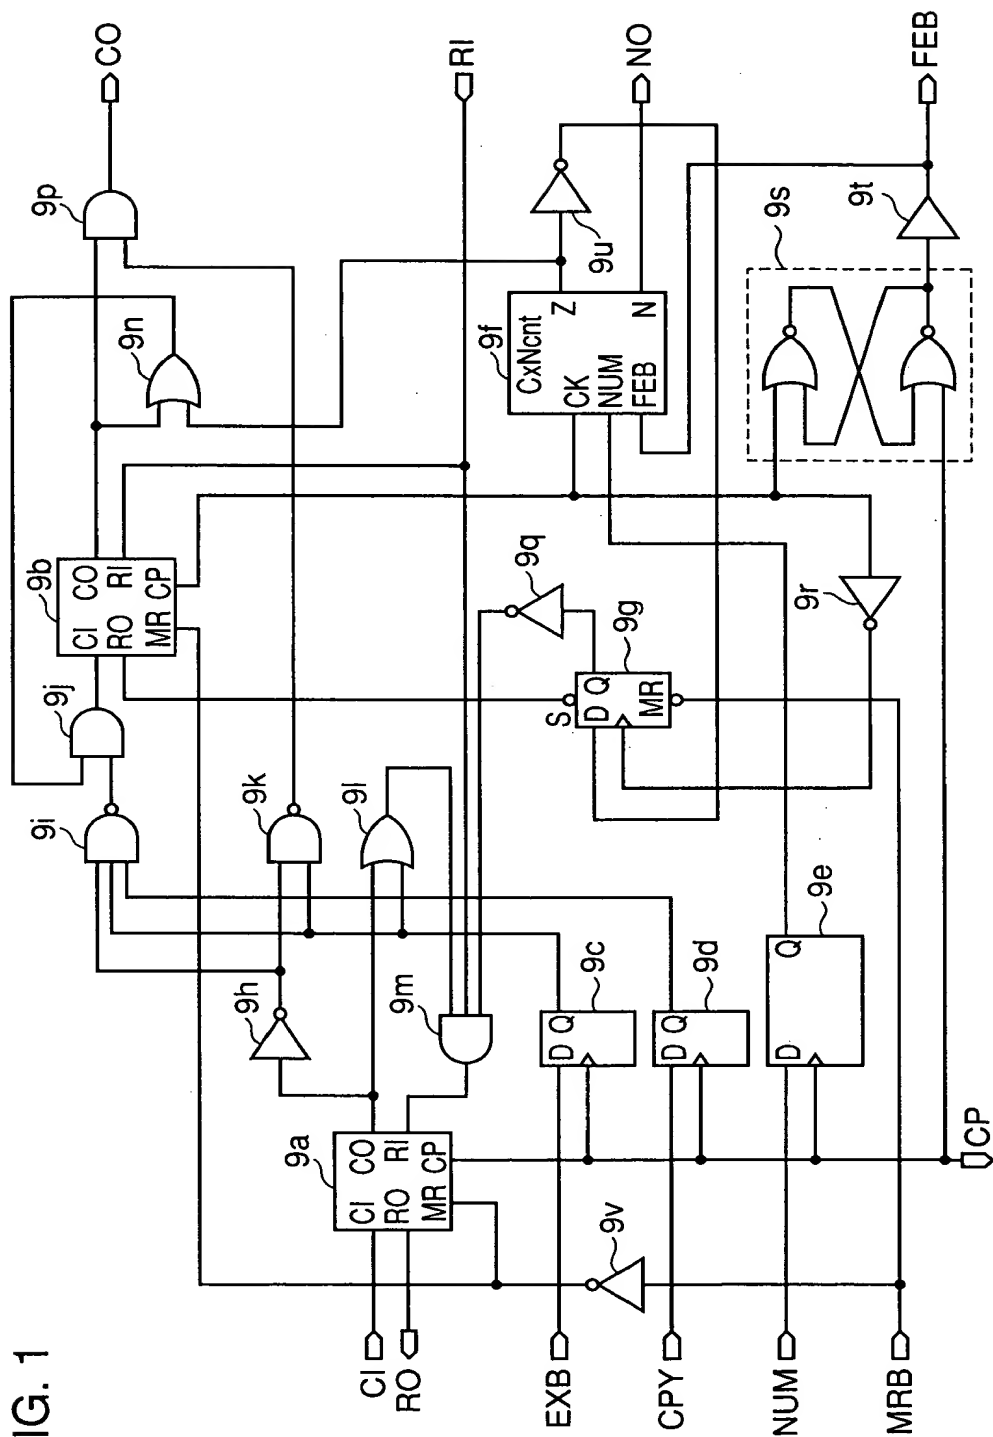 IG. 1
9i
9j
9b
CI CO
RO RI
MR CP
9n
9p
CO
9h
9k
9l
9a
CI CO
RO RI
MR CP
CI
RO
9m
RI
9q
9g
S
D Q
MR
9f
CxNcnt
CK Z
NUM
FEB N
9u
NO
EXB
9c
D Q
9v
CPY
9d
D Q
NUM
9e
D Q
9r
9s
9t
MRB
FEB
CP